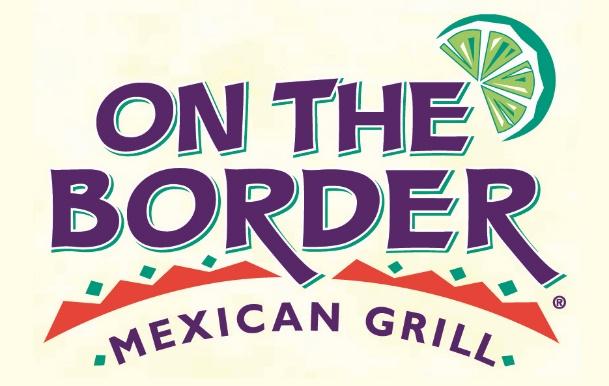 ON THE
BORDER®
MEXICAN GRILL